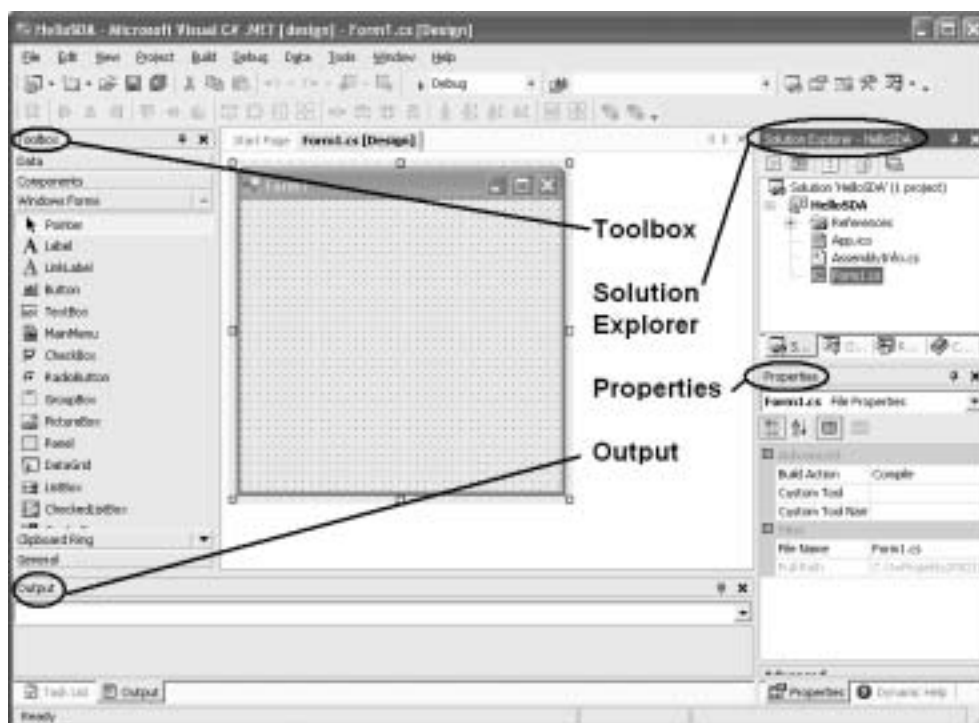 HelloSDA - Microsoft Visual C# .NET [design] - Form1.cs [Design]
File Edit View Project Build Debug Data Tools Window Help
Debug
Toolbox
Start Page Form1.cs [Design]
Solution Explorer - HelloSDA
Data
Components
Windows Forms
Pointer
Label
LinkLabel
Button
TextBox
MainMenu
CheckBox
RadioButton
GroupBox
PictureBox
Panel
DataGrid
ListBox
CheckedListBox
Clipboard Ring
General
Form1
Toolbox
Solution
Explorer
Properties
Output
Solution 'HelloSDA' (1 project)
HelloSDA
References
App.ico
AssemblyInfo.cs
Form1.cs
S... C... R... C...
Properties
Form1.cs File Properties
Advanced
Build Action Compile
Custom Tool
Custom Tool Nam
Misc
File Name Form1.cs
Full Path
Advanced
Properties Dynamic Help
Output
Task List Output
Ready